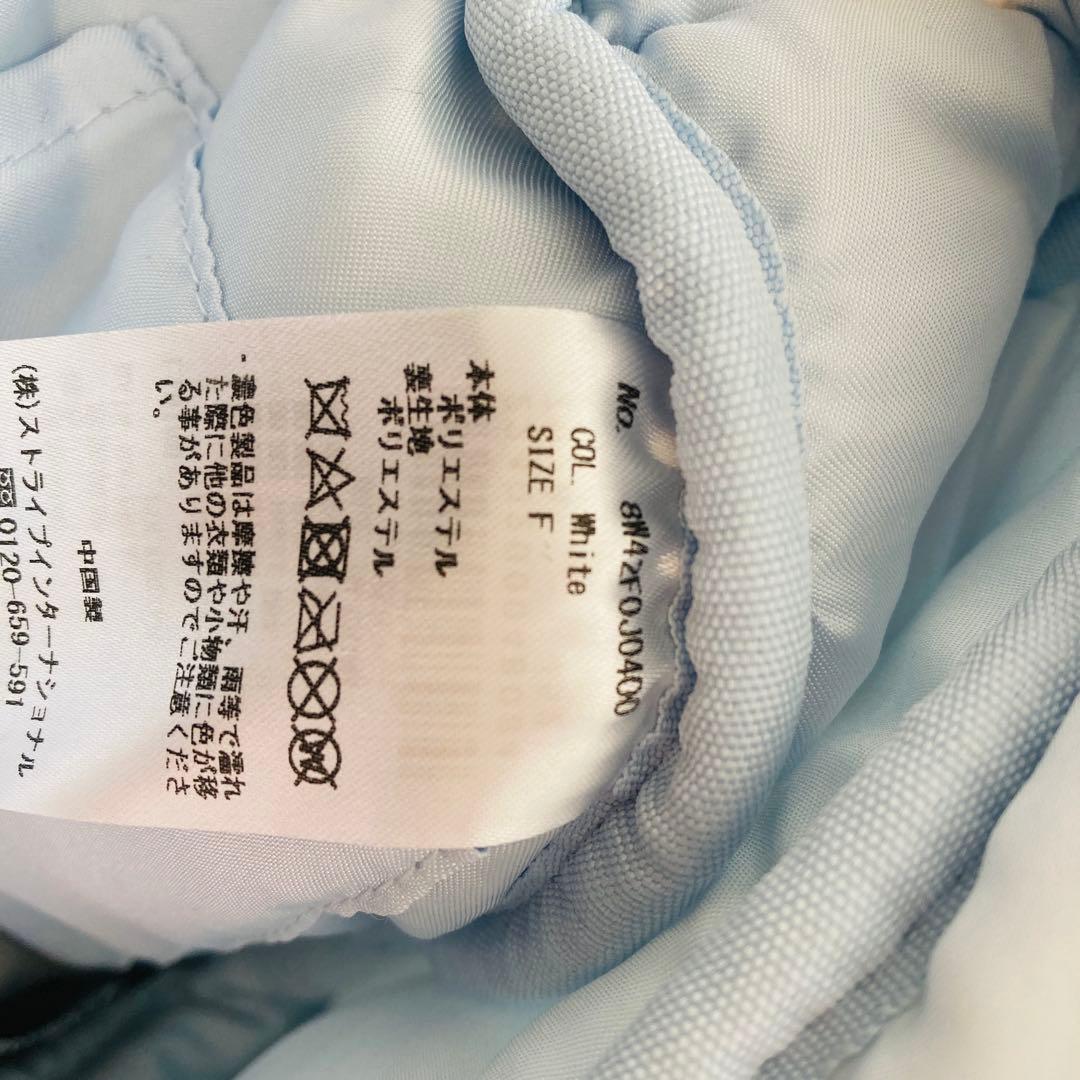 No. 8W42F0J0400
COL. White
SIZE F
本体
ポリエステル
裏生地
ポリエステル
・濃色製品は摩擦や汗、雨等で濡れ
た際に他の衣類や小物類に色が移
る事がありますのでご注意くださ
い。
中国製
(株)ストライプインターナショナル
0120-659-591